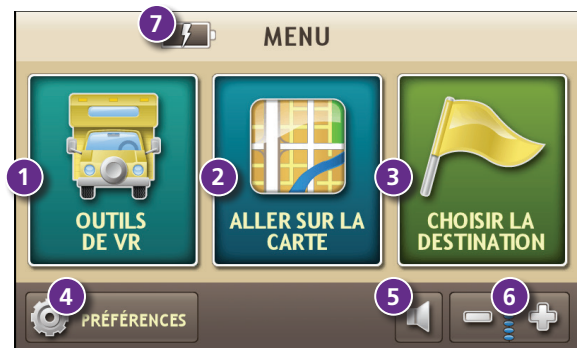 7
MENU
1
2
3
OUTILS
DE VR
ALLER SUR LA
CARTE
CHOISIR LA
DESTINATION
4
5
6
PRÉFÉRENCES